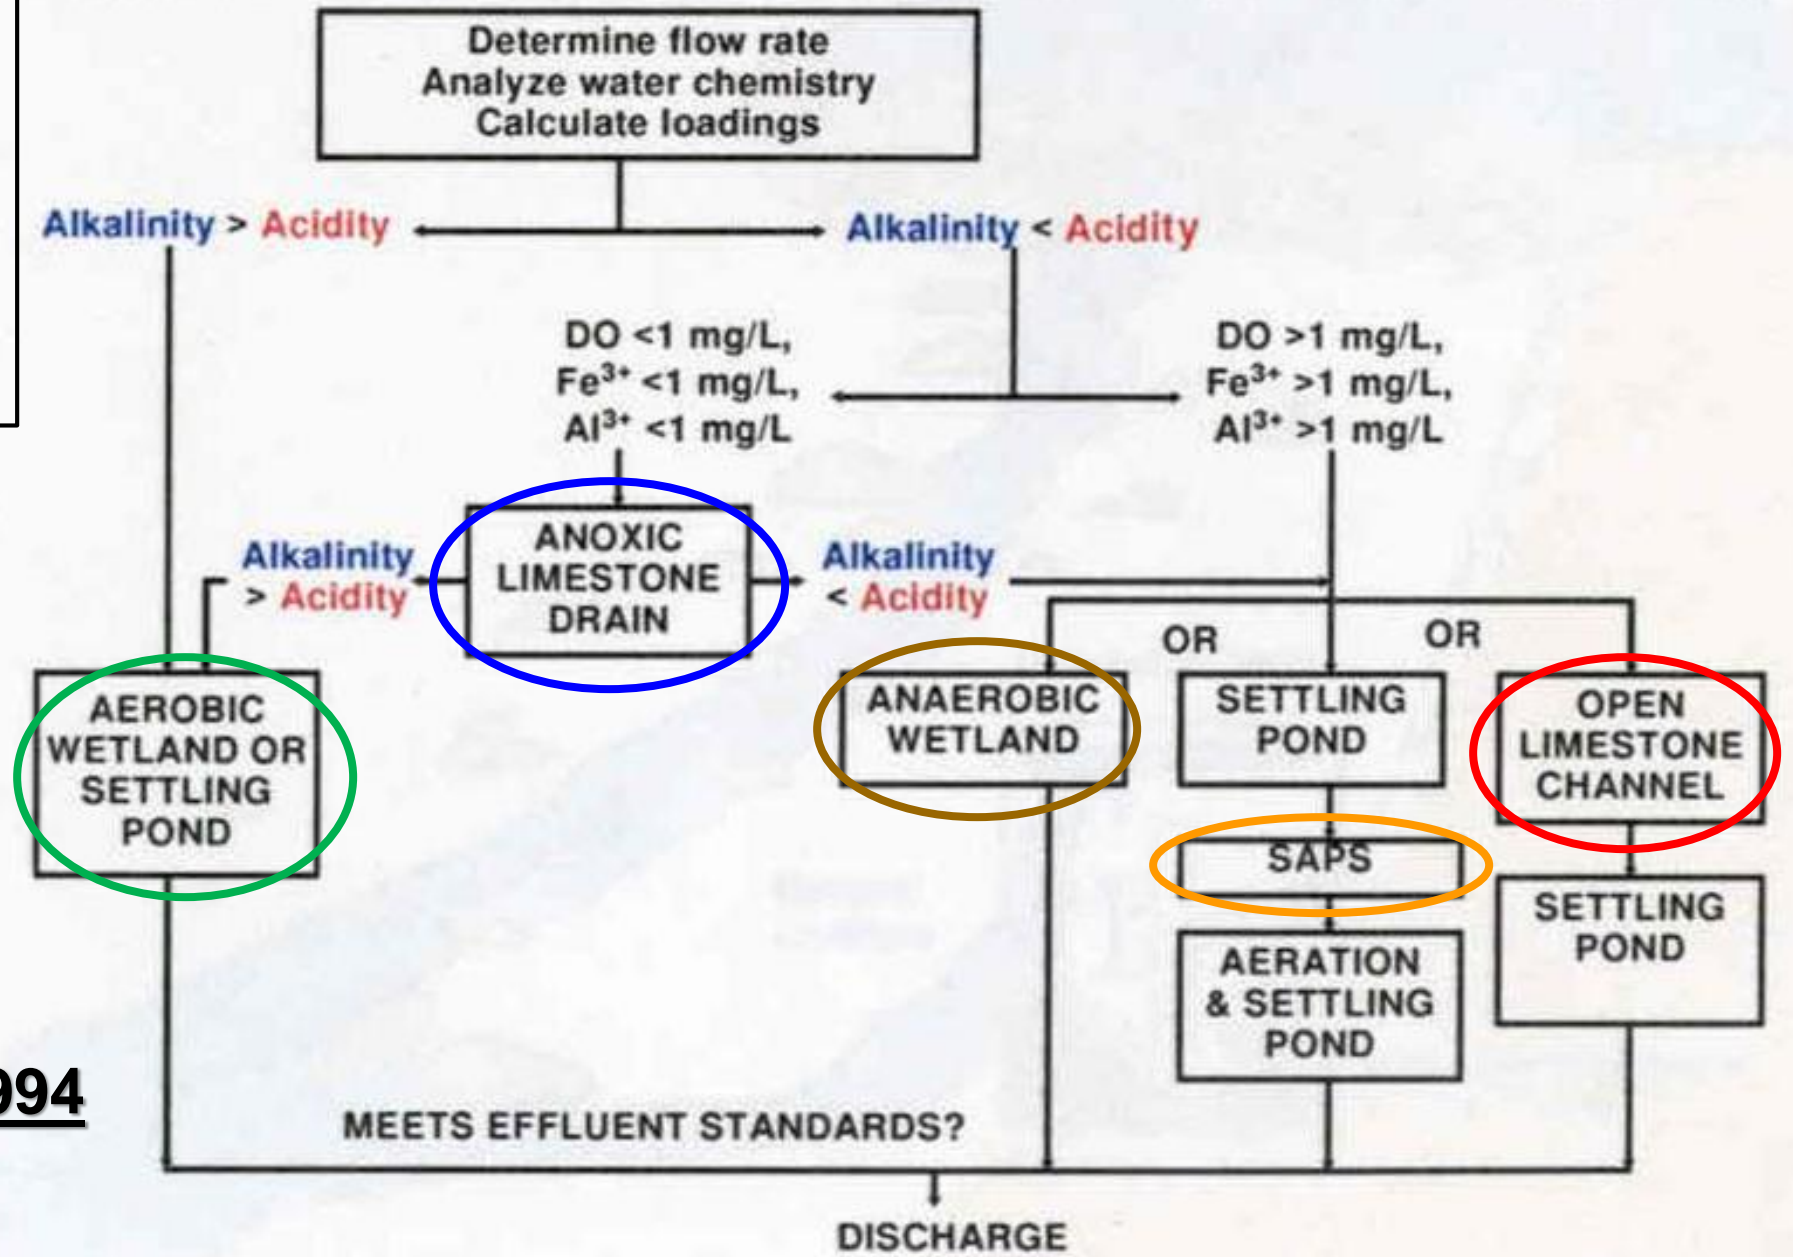 Determine flow rate
Analyze water chemistry
Calculate loadings
Alkalinity > Acidity
Alkalinity < Acidity
DO <1 mg/L,
Fe³⁺ <1 mg/L,
Al³⁺ <1 mg/L
DO >1 mg/L,
Fe³⁺ >1 mg/L,
Al³⁺ >1 mg/L
ANOXIC
LIMESTONE
DRAIN
Alkalinity
> Acidity
Alkalinity
< Acidity
OR
OR
AEROBIC
WETLAND OR
SETTLING
POND
ANAEROBIC
WETLAND
SETTLING
POND
OPEN
LIMESTONE
CHANNEL
SAPS
SETTLING
POND
AERATION
& SETTLING
POND
994
MEETS EFFLUENT STANDARDS?
DISCHARGE